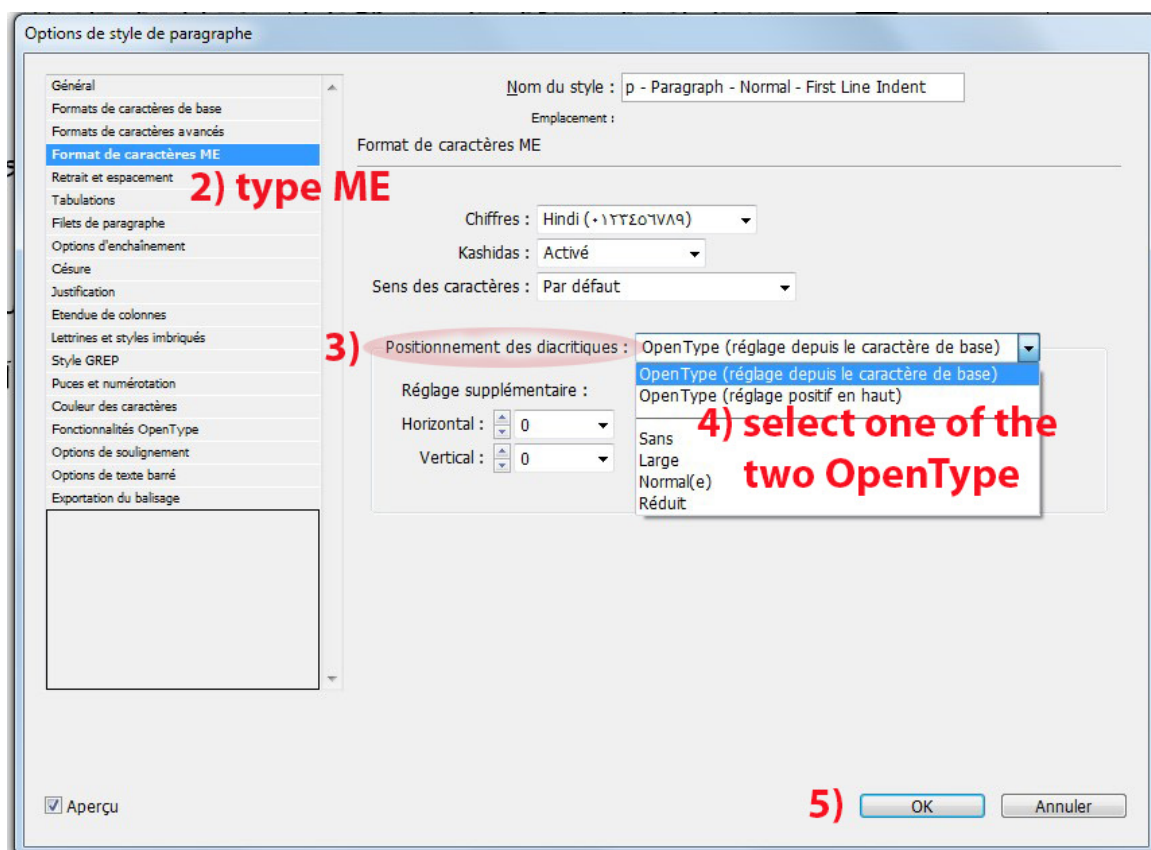 Options de style de paragraphe
Général
Formats de caractères de base
Formats de caractères avancés
Format de caractères ME
Retrait et espacement
Tabulations
Filets de paragraphe
Options d'enchaînement
Césure
Justification
Etendue de colonnes
Lettrines et styles imbriqués
Style GREP
Puces et numérotation
Couleur des caractères
Fonctionnalités OpenType
Options de soulignement
Options de texte barré
Exportation du balisage
2) type ME
Nom du style : p - Paragraph - Normal - First Line Indent
Emplacement :
Format de caractères ME
Chiffres : Hindi (٠١٢٣٤٥٦٧٨٩)
Kashidas : Activé
Sens des caractères : Par défaut
3) Positionnement des diacritiques : OpenType (réglage depuis le caractère de base)
OpenType (réglage depuis le caractère de base)
OpenType (réglage positif en haut)
Sans
Large
Normal(e)
Réduit
4) select one of the
two OpenType
Réglage supplémentaire :
Horizontal : 0
Vertical : 0
Aperçu
5) OK Annuler